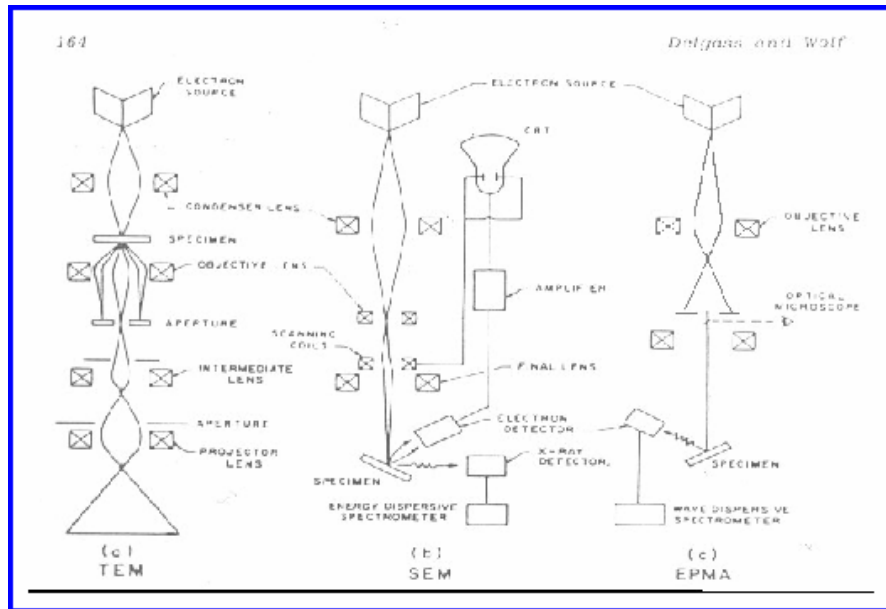 164
Delgass and Wolf
ELECTRON
SOURCE
ELECTRON SOURCE
CRT
CONDENSER LENS
OBJECTIVE
LENS
SPECIMEN
OBJECTIVE LENS
AMPLIFIER
OPTICAL
MICROSCOPE
APERTURE
SCANNING
COILS
INTERMEDIATE
LENS
FINAL LENS
APERTURE
ELECTRON
DETECTOR
PROJECTOR
LENS
X-RAY
DETECTOR
SPECIMEN
SPECIMEN
ENERGY DISPERSIVE
SPECTROMETER
WAVE DISPERSIVE
SPECTROMETER
(a)
TEM
(b)
SEM
(c)
EPMA